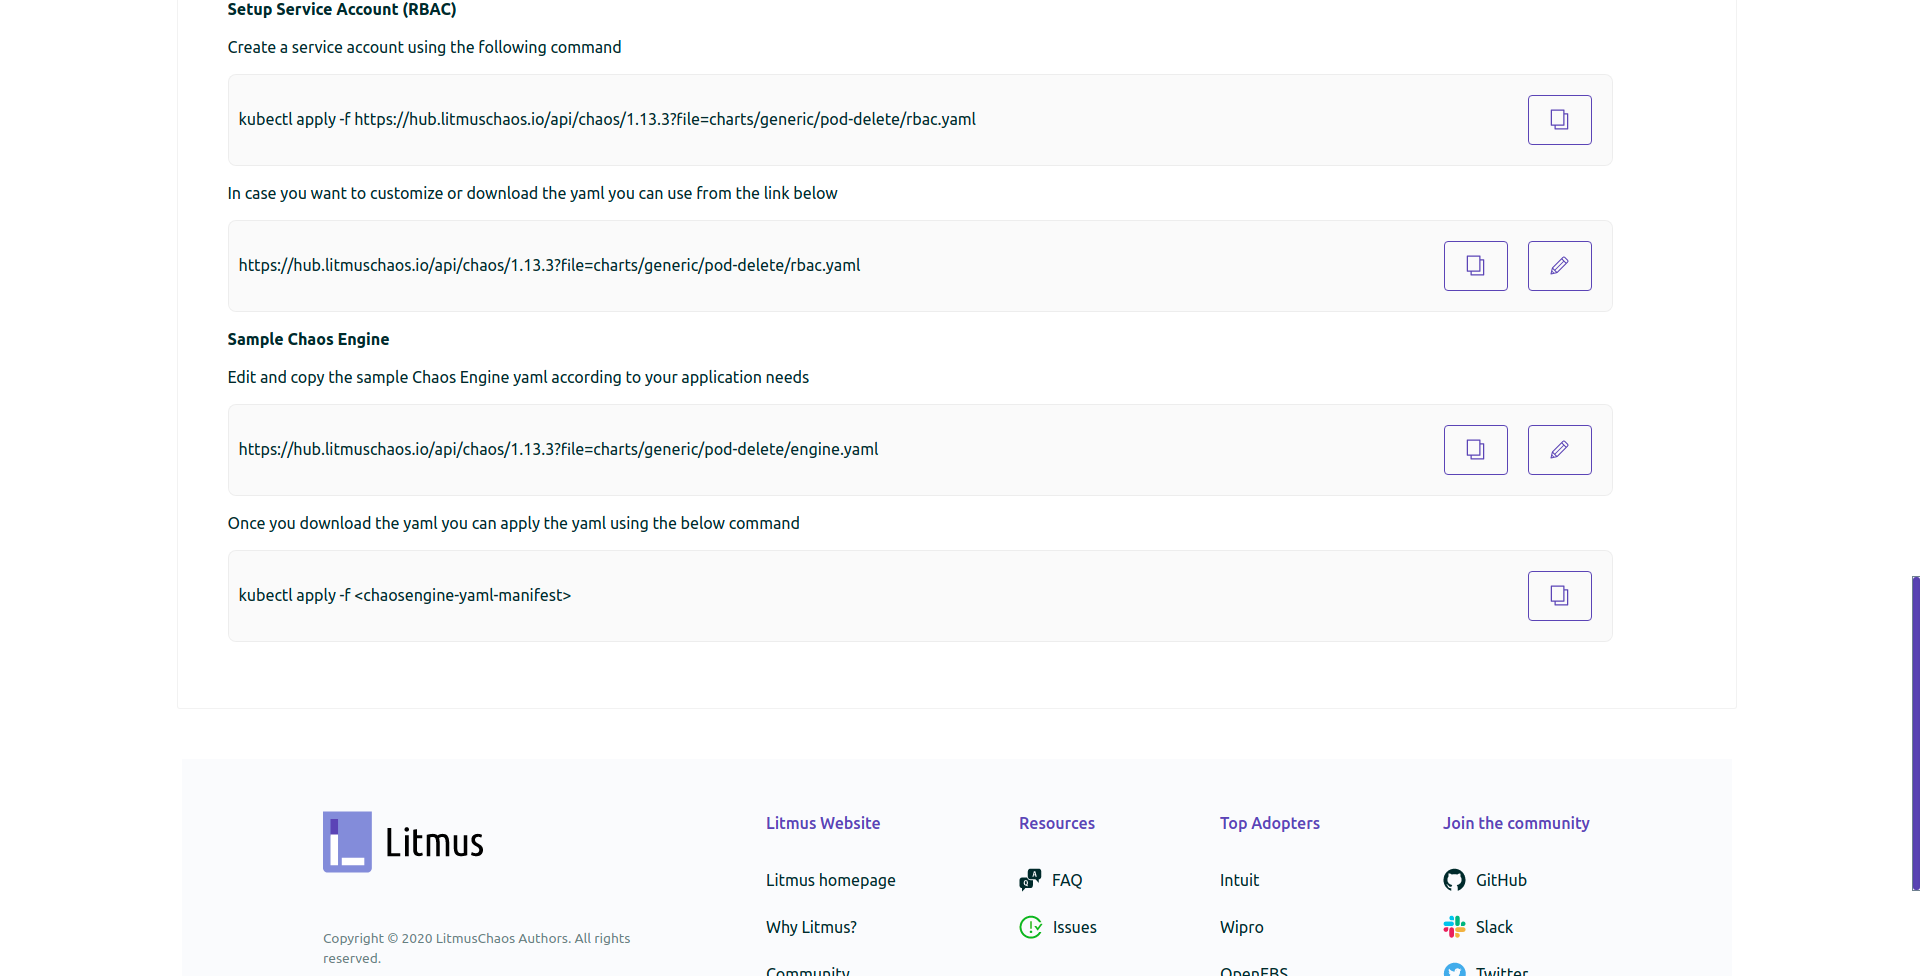 Setup Service Account (RBAC)
Create a service account using the following command
kubectl apply -f https://hub.litmuschaos.io/api/chaos/1.13.3?file=charts/generic/pod-delete/rbac.yaml
In case you want to customize or download the yaml you can use from the link below
https://hub.litmuschaos.io/api/chaos/1.13.3?file=charts/generic/pod-delete/rbac.yaml
Sample Chaos Engine
Edit and copy the sample Chaos Engine yaml according to your application needs
https://hub.litmuschaos.io/api/chaos/1.13.3?file=charts/generic/pod-delete/engine.yaml
Once you download the yaml you can apply the yaml using the below command
kubectl apply -f <chaosengine-yaml-manifest>
Litmus
Copyright © 2020 LitmusChaos Authors. All rights
reserved.
Litmus Website
Litmus homepage
Why Litmus?
Community
Resources
FAQ
Issues
Top Adopters
Intuit
Wipro
OpenEBS
Join the community
GitHub
Slack
Twitter